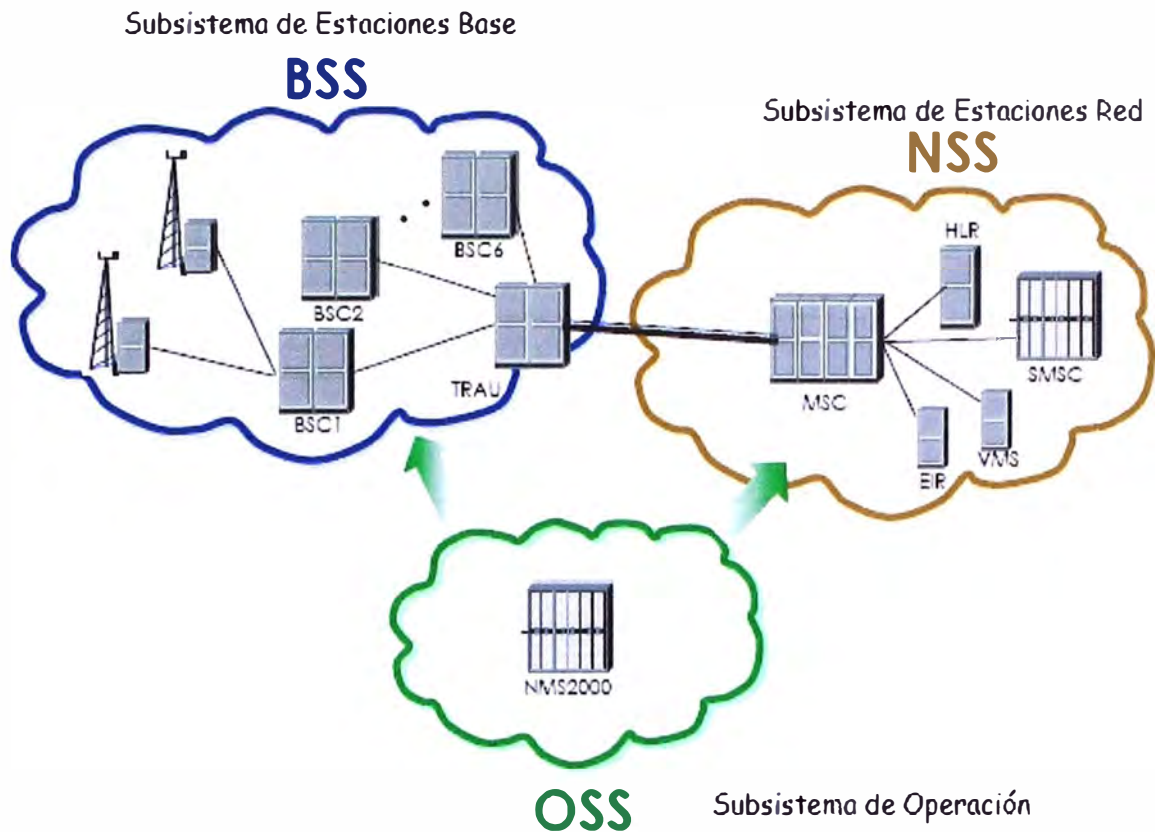 Subsistema de Estaciones Base
BSS
Subsistema de Estaciones Red
NSS
BSC6
BSC2
BSC1
TRAU
HLR
SMSC
MSC
VMS
EIR
NMS2000
OSS
Subsistema de Operación